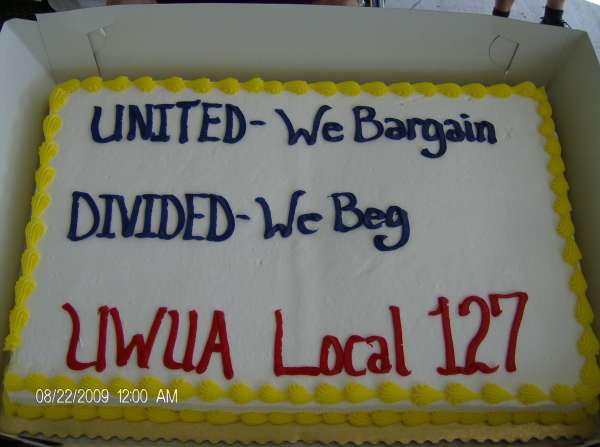 UNITED- We Bargain
DIVIDED- We Beg
UWUA Local 127
08/22/2009 12:00 AM